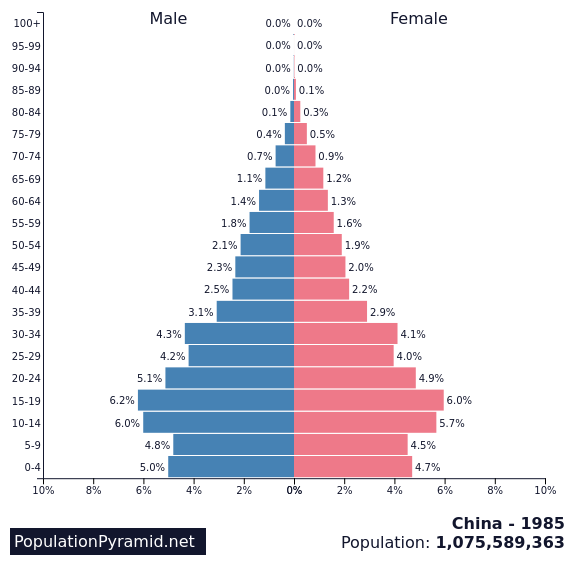 Male Female
100+ 0.0% 0.0%
95-99 0.0% 0.0%
90-94 0.0% 0.0%
85-89 0.0% 0.1%
80-84 0.1% 0.3%
75-79 0.4% 0.5%
70-74 0.7% 0.9%
65-69 1.1% 1.2%
60-64 1.4% 1.3%
55-59 1.8% 1.6%
50-54 2.1% 1.9%
45-49 2.3% 2.0%
40-44 2.5% 2.2%
35-39 3.1% 2.9%
30-34 4.3% 4.1%
25-29 4.2% 4.0%
20-24 5.1% 4.9%
15-19 6.2% 6.0%
10-14 6.0% 5.7%
5-9 4.8% 4.5%
0-4 5.0% 4.7%
10% 8% 6% 4% 2% 0% 2% 4% 6% 8% 10%
China - 1985
PopulationPyramid.net Population: 1,075,589,363